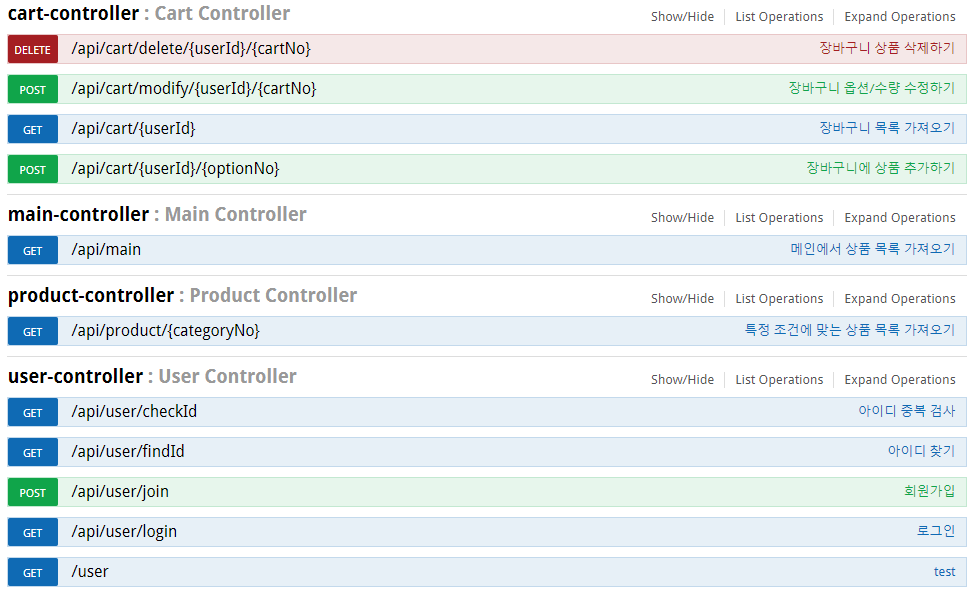 cart-controller : Cart Controller Show/Hide List Operations Expand Operations
DELETE /api/cart/delete/{userId}/{cartNo} 장바구니 상품 삭제하기
POST /api/cart/modify/{userId}/{cartNo} 장바구니 옵션/수량 수정하기
GET /api/cart/{userId} 장바구니 목록 가져오기
POST /api/cart/{userId}/{optionNo} 장바구니에 상품 추가하기
main-controller : Main Controller Show/Hide List Operations Expand Operations
GET /api/main 메인에서 상품 목록 가져오기
product-controller : Product Controller Show/Hide List Operations Expand Operations
GET /api/product/{categoryNo} 특정 조건에 맞는 상품 목록 가져오기
user-controller : User Controller Show/Hide List Operations Expand Operations
GET /api/user/checkId 아이디 중복 검사
GET /api/user/findId 아이디 찾기
POST /api/user/join 회원가입
GET /api/user/login 로그인
GET /user test